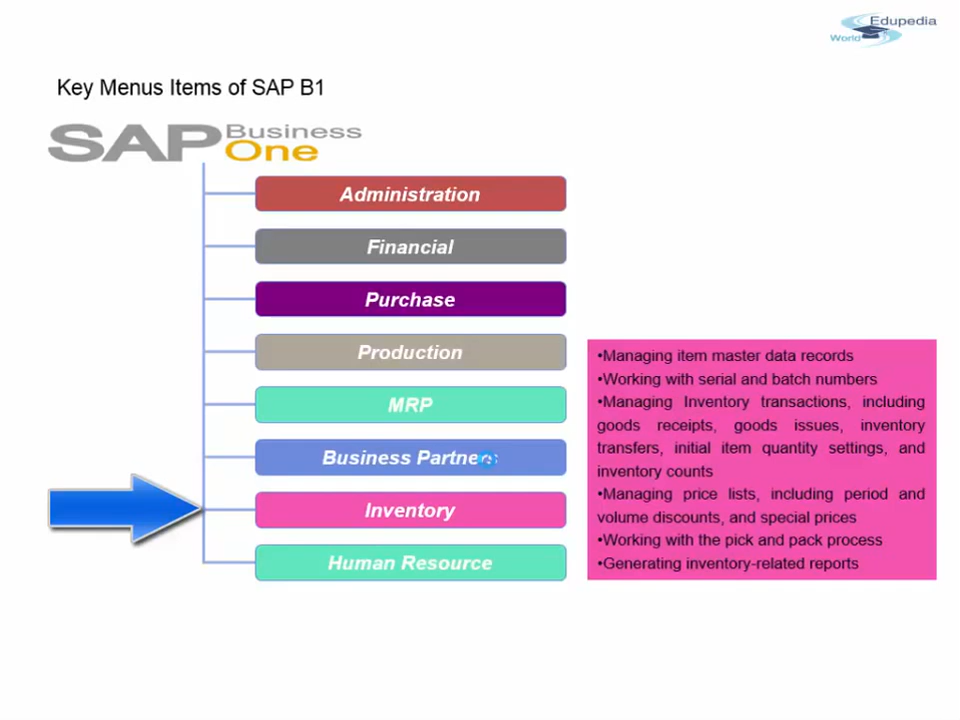 Edupedia
World
Key Menus Items of SAP B1
SAP Business
One
Administration
Financial
Purchase
Production
MRP
Business Partners
Inventory
Human Resource
•Managing item master data records
•Working with serial and batch numbers
•Managing Inventory transactions, including
goods receipts, goods issues, inventory
transfers, initial item quantity settings, and
inventory counts
•Managing price lists, including period and
volume discounts, and special prices
•Working with the pick and pack process
•Generating inventory-related reports